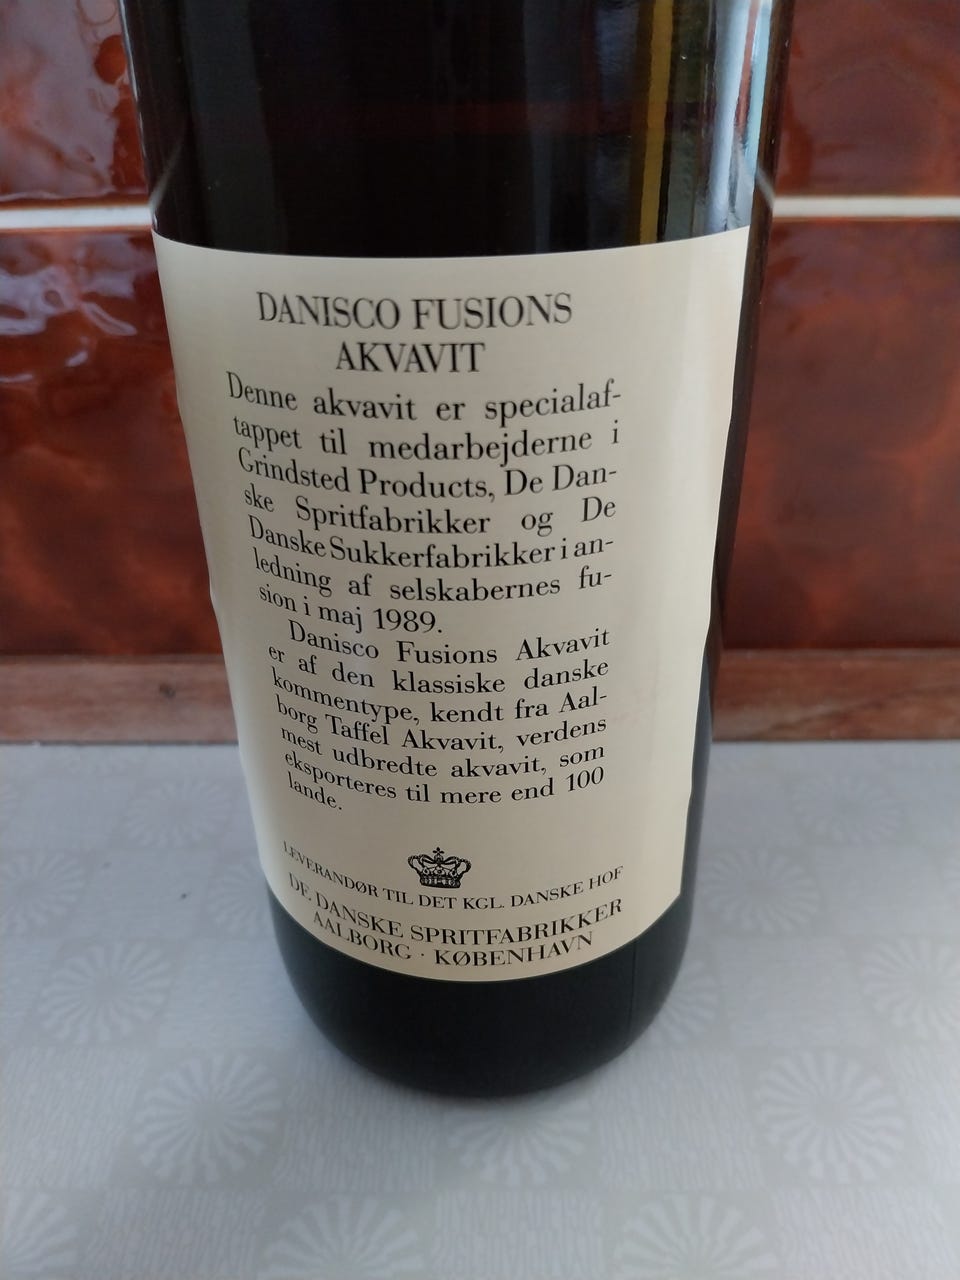 DANISCO FUSIONS
AKVAVIT
Denne akvavit er specialaf-
tappet til medarbejderne i
Grindsted Products, De Dan-
ske Spritfabrikker og De
Danske Sukkerfabrikker i an-
ledning af selskabernes fu-
sion i maj 1989.
Danisco Fusions Akvavit
er af den klassiske danske
kommentype, kendt fra Aal-
borg Taffel Akvavit, verdens
mest udbredte akvavit, som
eksporteres til mere end 100
lande.
LEVERANDØR TIL DET KGL. DANSKE HOF
DE DANSKE SPRITFABRIKKER
AALBORG · KØBENHAVN